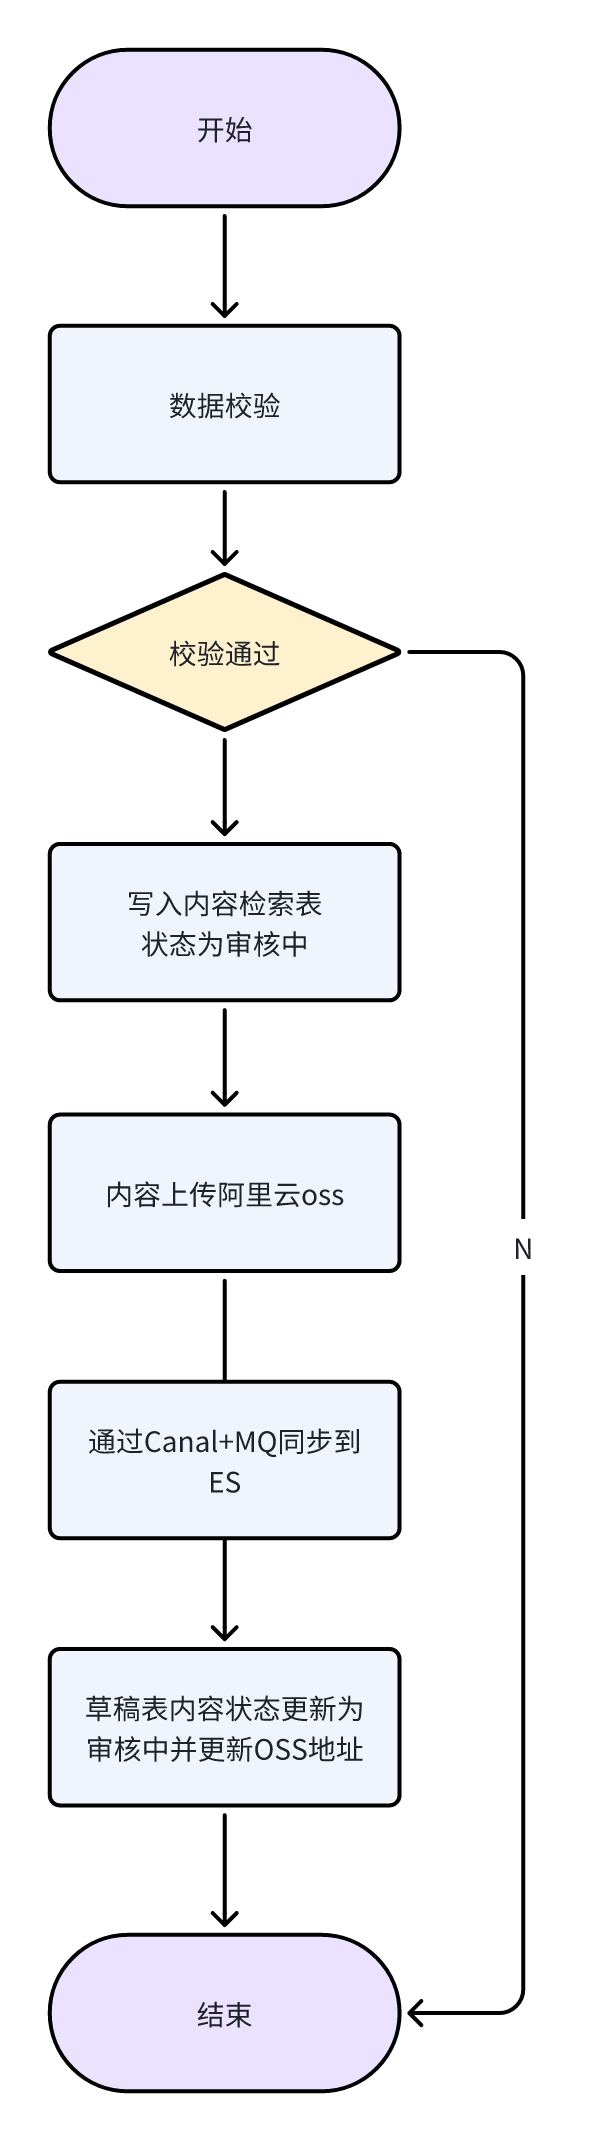 开始
数据校验
校验通过
写入内容检索表
状态为审核中
内容上传阿里云oss
N
通过Canal+MQ同步到
ES
草稿表内容状态更新为
审核中并更新OSS地址
结束